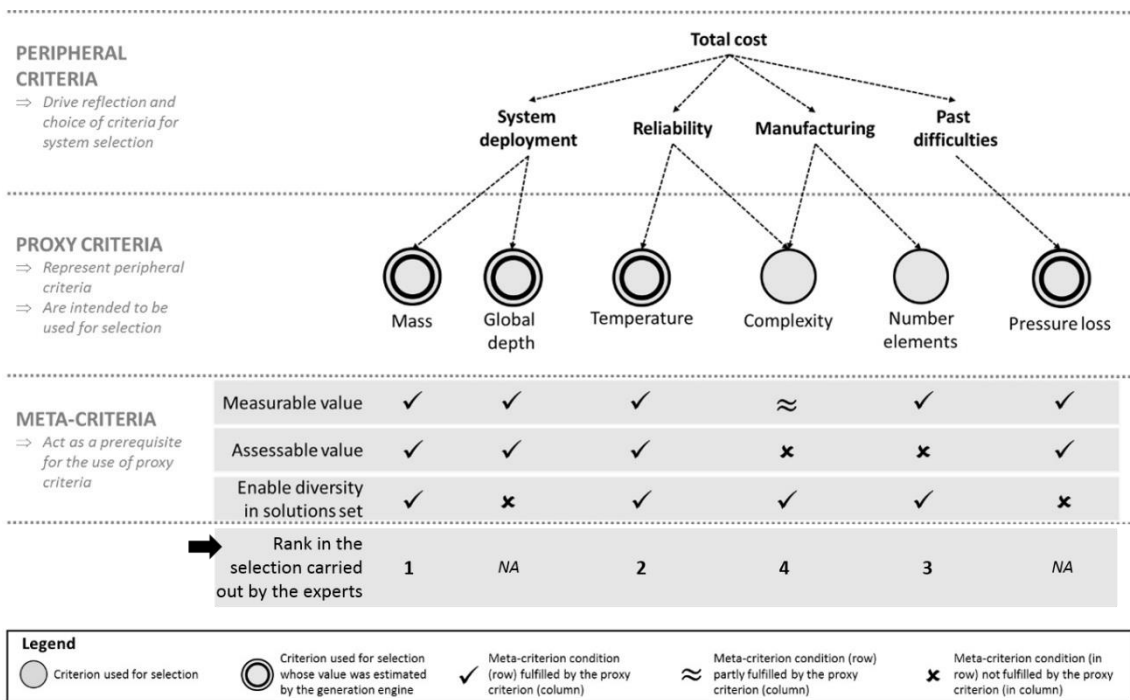 PERIPHERAL
CRITERIA
⇒ Drive reflection and
choice of criteria for
system selection
Total cost
System
deployment
Reliability
Manufacturing
Past
difficulties
PROXY CRITERIA
⇒ Represent peripheral
criteria
⇒ Are intended to be
used for selection
Mass
Global
depth
Temperature
Complexity
Number
elements
Pressure loss
META-CRITERIA
⇒ Act as a prerequisite
for the use of proxy
criteria
Measurable value ✓ ✓ ✓ ≈ ✓ ✓
Assessable value ✓ ✓ ✓ ✗ ✗ ✓
Enable diversity
in solutions set ✓ ✗ ✓ ✓ ✓ ✗
Rank in the
selection carried
out by the experts
1 NA 2 4 3 NA
Legend
Criterion used for selection
Criterion used for selection
whose value was estimated
by the generation engine
✓ Meta-criterion condition
(row) fulfilled by the proxy
criterion (column)
≈ Meta-criterion condition (row)
partly fulfilled by the proxy
criterion (column)
✗ Meta-criterion condition (in
row) not fulfilled by the proxy
criterion (in column)